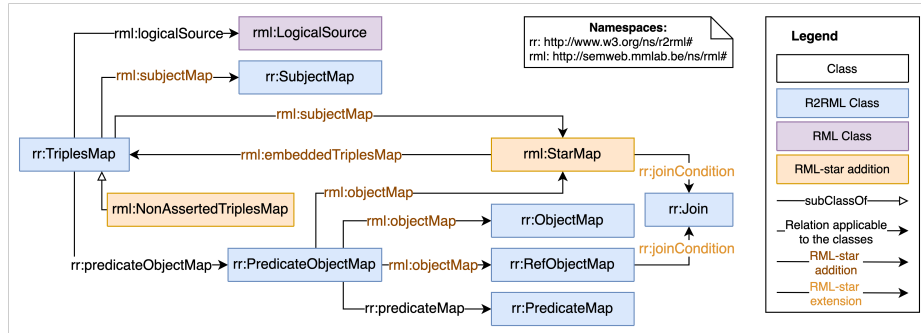 Namespaces:
rr: http://www.w3.org/ns/r2rml#
rml: http://semweb.mmlab.be/ns/rml#
rml:logicalSource
rml:LogicalSource
rml:subjectMap
rr:SubjectMap
rml:subjectMap
rr:TriplesMap
rml:embeddedTriplesMap
rml:StarMap
rr:joinCondition
rml:NonAssertedTriplesMap
rml:objectMap
rr:Join
rml:objectMap
rr:ObjectMap
rr:joinCondition
rr:predicateObjectMap
rr:PredicateObjectMap
rml:objectMap
rr:RefObjectMap
rr:predicateMap
rr:PredicateMap
Legend
Class
R2RML Class
RML Class
RML-star addition
subClassOf
Relation applicable
to the classes
RML-star
addition
RML-star
extension